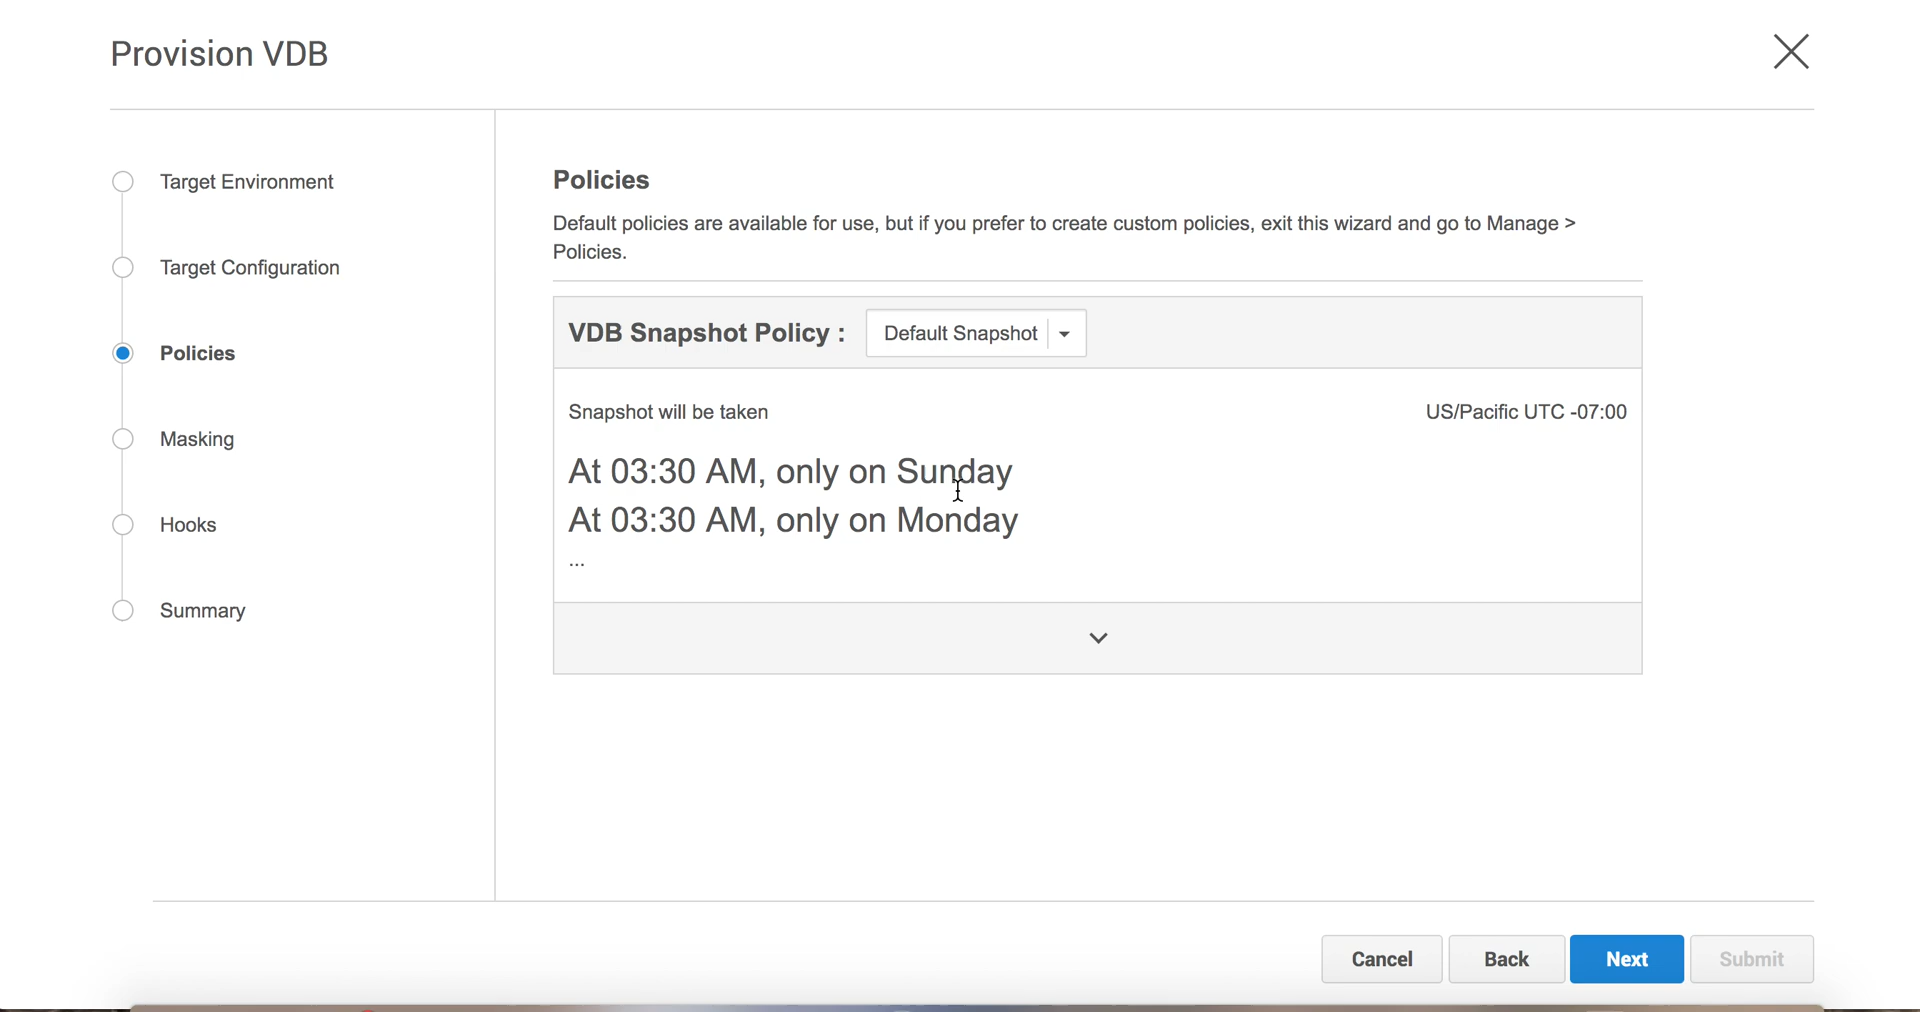 Provision VDB
Target Environment
Target Configuration
Policies
Masking
Hooks
Summary
Policies
Default policies are available for use, but if you prefer to create custom policies, exit this wizard and go to Manage >
Policies.
VDB Snapshot Policy :
Default Snapshot
Snapshot will be taken
US/Pacific UTC -07:00
At 03:30 AM, only on Sunday
At 03:30 AM, only on Monday
...
Cancel
Back
Next
Submit